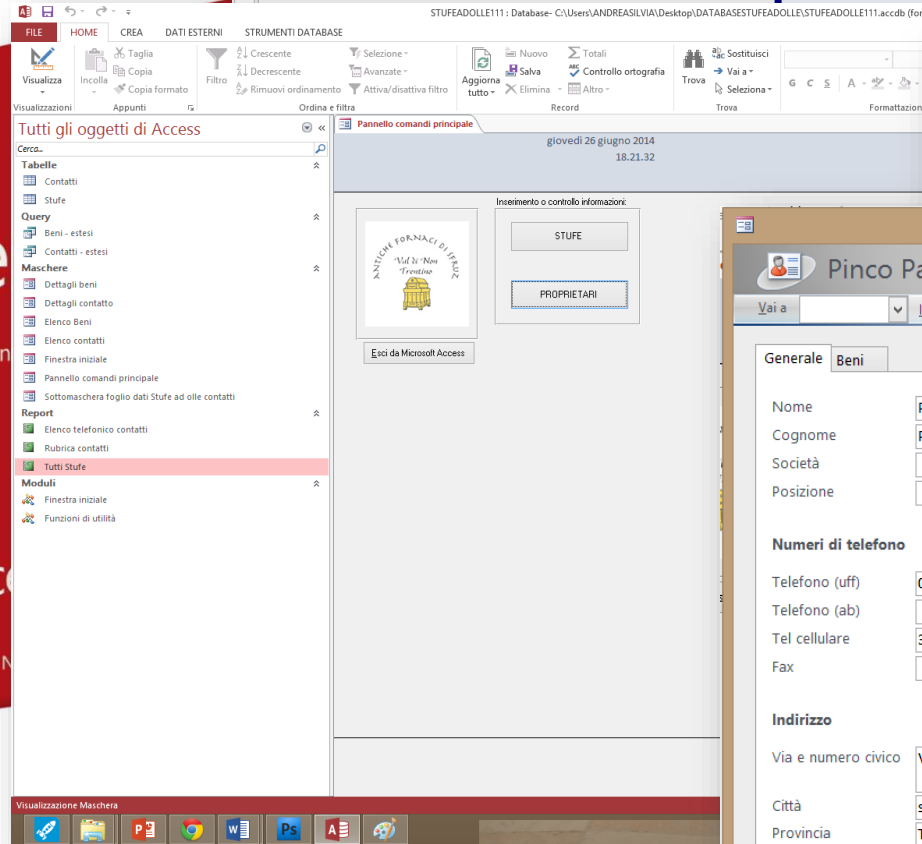 STUFEADOLLE111 : Database- C:\Users\ANDREASILVIA\Desktop\DATABASESTUFEADOLLE\STUFEADOLLE111.accdb (for
FILE HOME CREA DATI ESTERNI STRUMENTI DATABASE
Taglia Crescente Selezione Nuovo Totali Sostituisci
Copia Decrescente Avanzate Salva Controllo ortografia Vai a
Visualizza Incolla Copia formato Filtro Rimuovi ordinamento Attiva/disattiva filtro Aggiorna tutto Elimina Altro Trova Seleziona G C S A
Visualizzazioni Appunti Ordina e filtra Record Trova Formattazion
Tutti gli oggetti di Access
Pannello comandi principale
Cerca...
giovedì 26 giugno 2014
18.21.32
Tabelle
Contatti
Stufe
Query
Beni - estesi
Contatti - estesi
Maschere
Dettagli beni
Dettagli contatto
Elenco Beni
Elenco contatti
Finestra iniziale
Pannello comandi principale
Sottomaschera foglio dati Stufe ad olle contatti
Report
Elenco telefonico contatti
Rubrica contatti
Tutti Stufe
Moduli
Finestra iniziale
Funzioni di utilità
Inserimento o controllo informazioni:
STUFE
PROPRIETARI
ANTICHE FORNACI DI SFRUZ
Val di Non
Trentino
Esci da Microsoft Access
Pinco Pa
Vai a
Generale Beni
Nome
Cognome
Società
Posizione
Numeri di telefono
Telefono (uff)
Telefono (ab)
Tel cellulare
Fax
Indirizzo
Via e numero civico
Città
Provincia
Visualizzazione Maschera